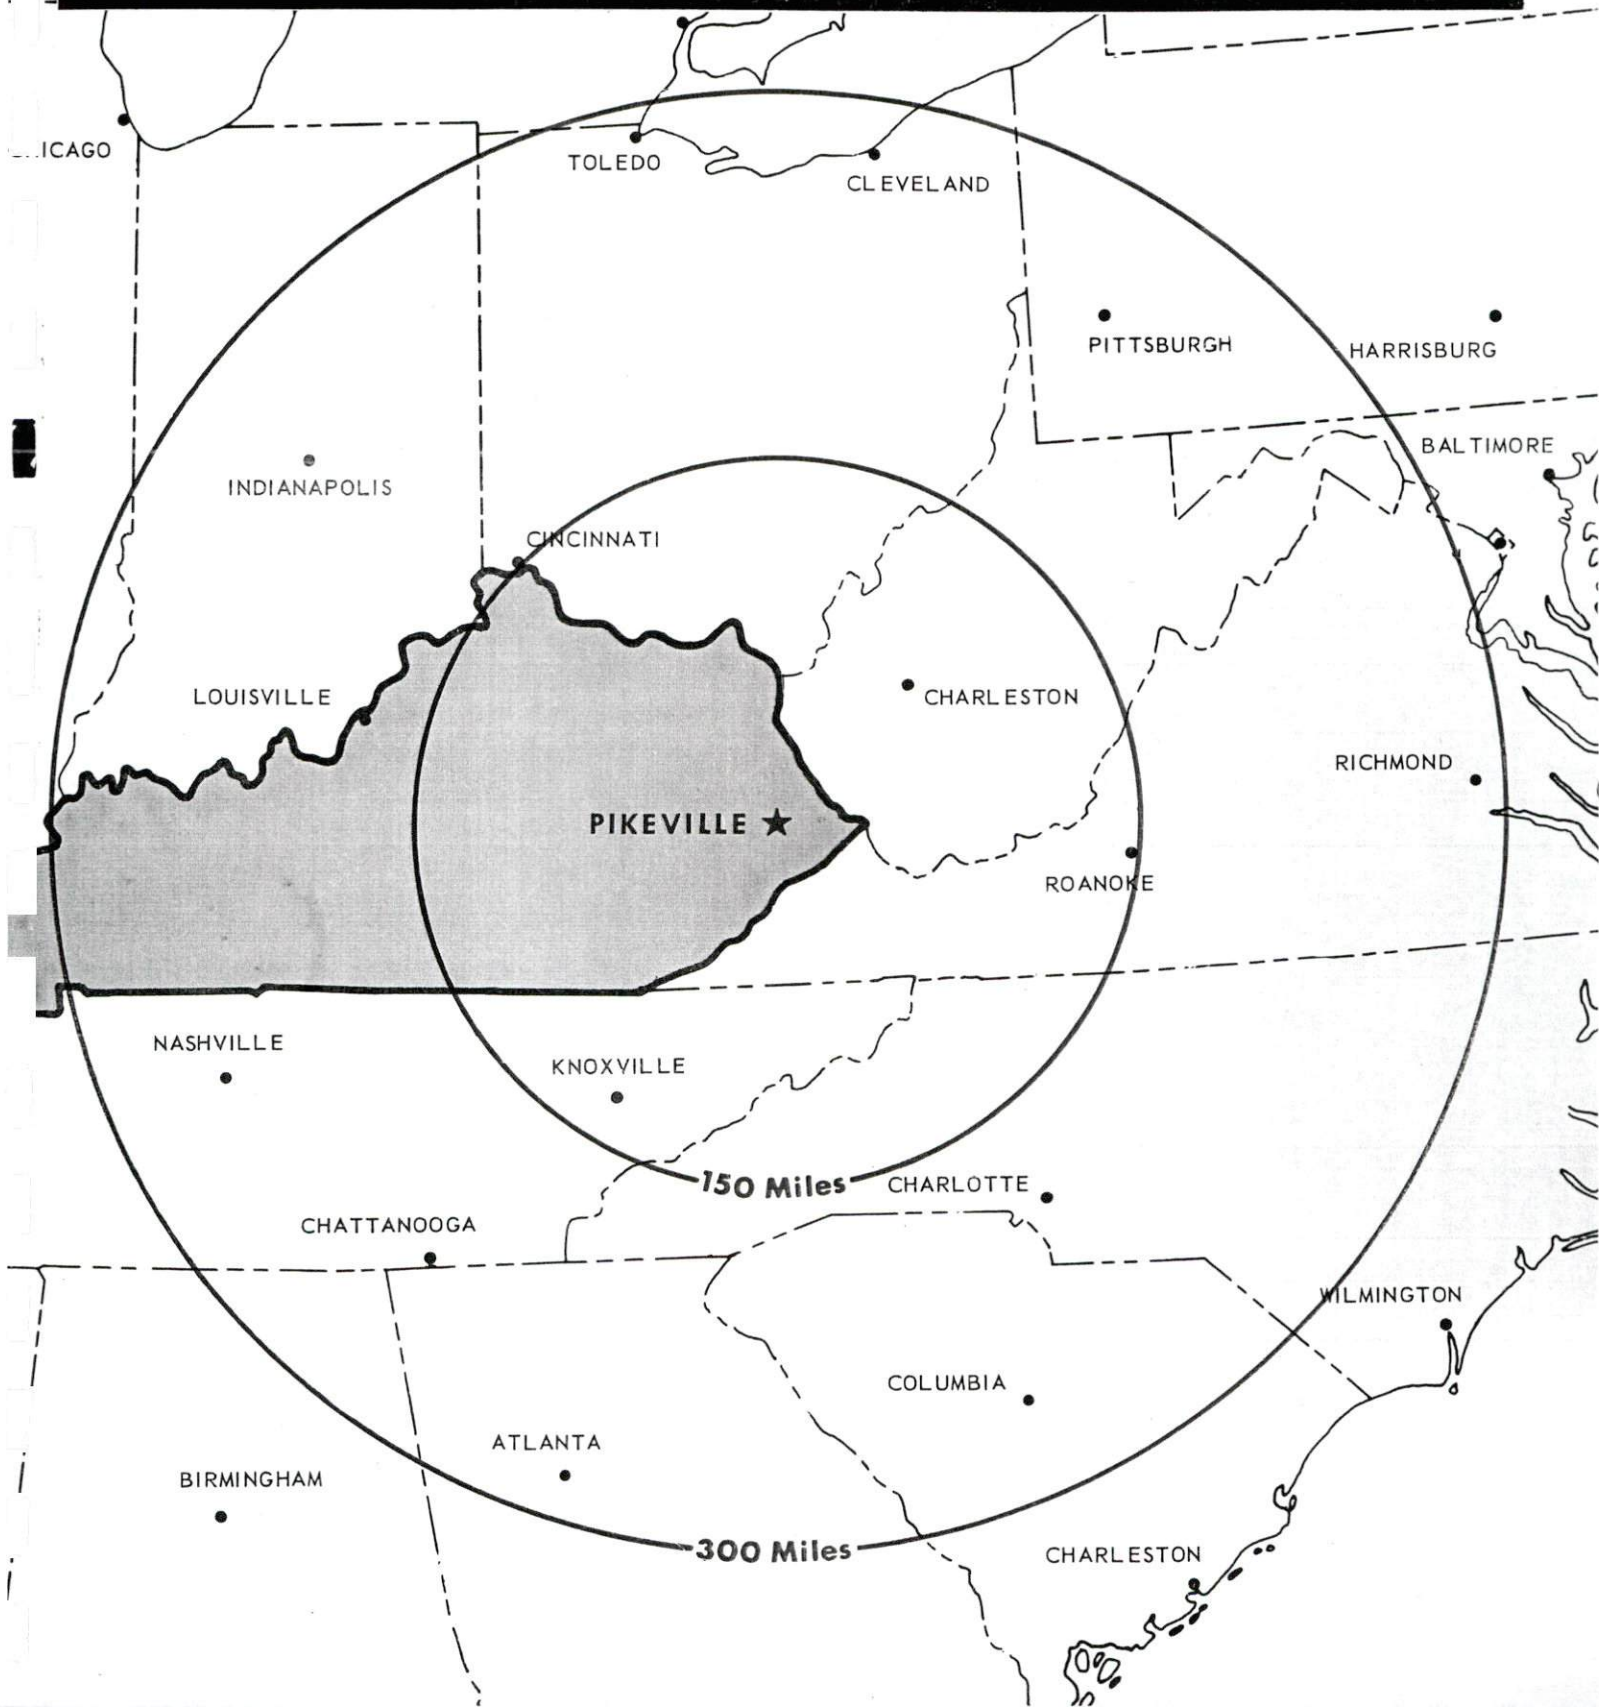 ICAGO
TOLEDO
CLEVELAND
PITTSBURGH
HARRISBURG
BALTIMORE
INDIANAPOLIS
CINCINNATI
LOUISVILLE
CHARLESTON
RICHMOND
PIKEVILLE
ROANOKE
NASHVILLE
KNOXVILLE
150 Miles
CHARLOTTE
CHATTANOOGA
WILMINGTON
COLUMBIA
ATLANTA
BIRMINGHAM
300 Miles
CHARLESTON